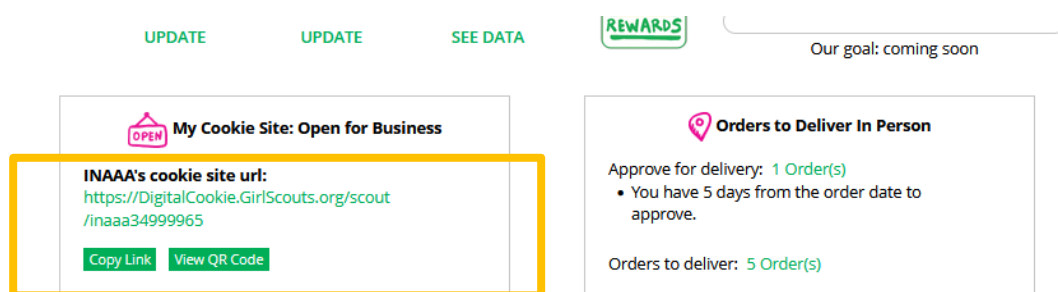 UPDATE UPDATE SEE DATA
REWARDS
Our goal: coming soon
OPEN My Cookie Site: Open for Business
INAAA's cookie site url:
https://DigitalCookie.GirlScouts.org/scout
/inaaa34999965
Copy Link View QR Code
Orders to Deliver In Person
Approve for delivery: 1 Order(s)
• You have 5 days from the order date to
approve.
Orders to deliver: 5 Order(s)